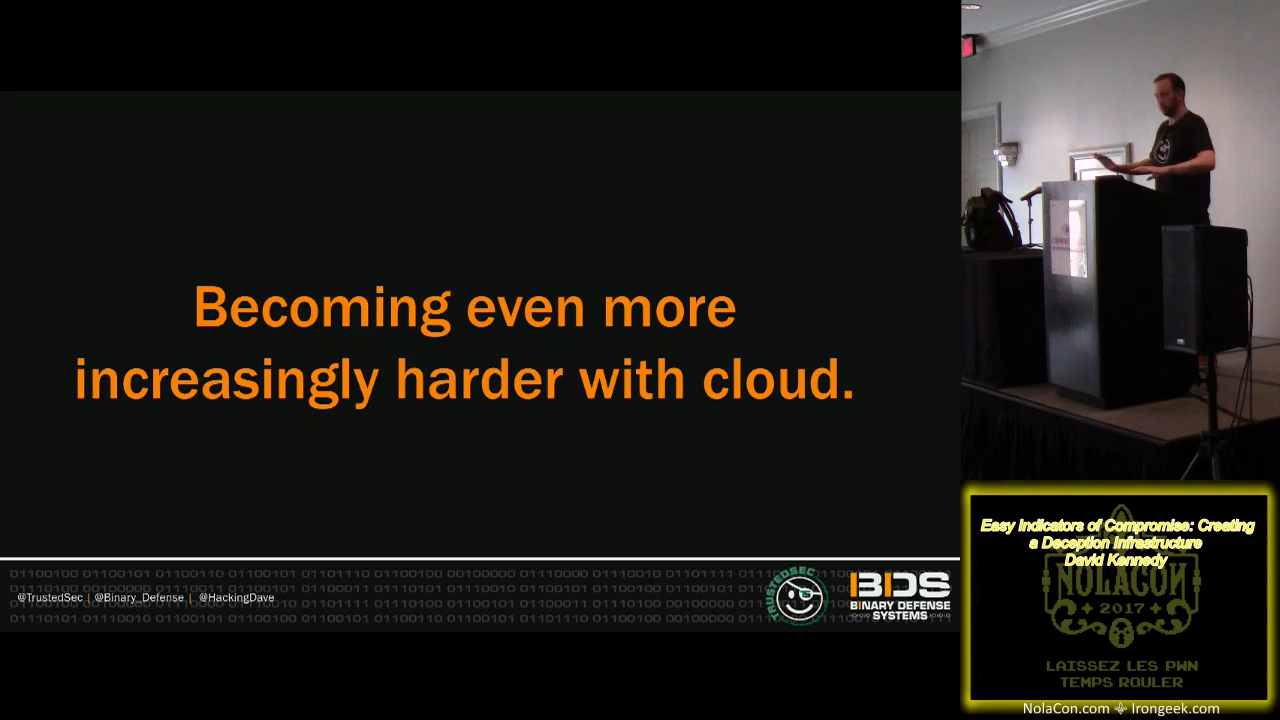 Becoming even more
increasingly harder with cloud.
@TrustedSec | @Binary_Defense | @HackingDave
TRUSTEDSEC
BDS
BINARY DEFENSE
SYSTEMS
Easy Indicators of Compromise: Creating
a Deception Infrastructure
David Kennedy
NOLACON
2017
LAISSEZ LES PWN
TEMPS ROULER
NolaCon.com ⚜ Irongeek.com